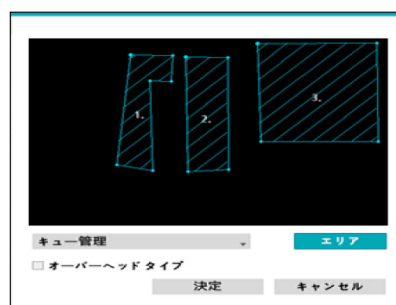 1.
2.
3.
キュー管理
エリア
オーバーヘッド タイプ
決定
キャンセル